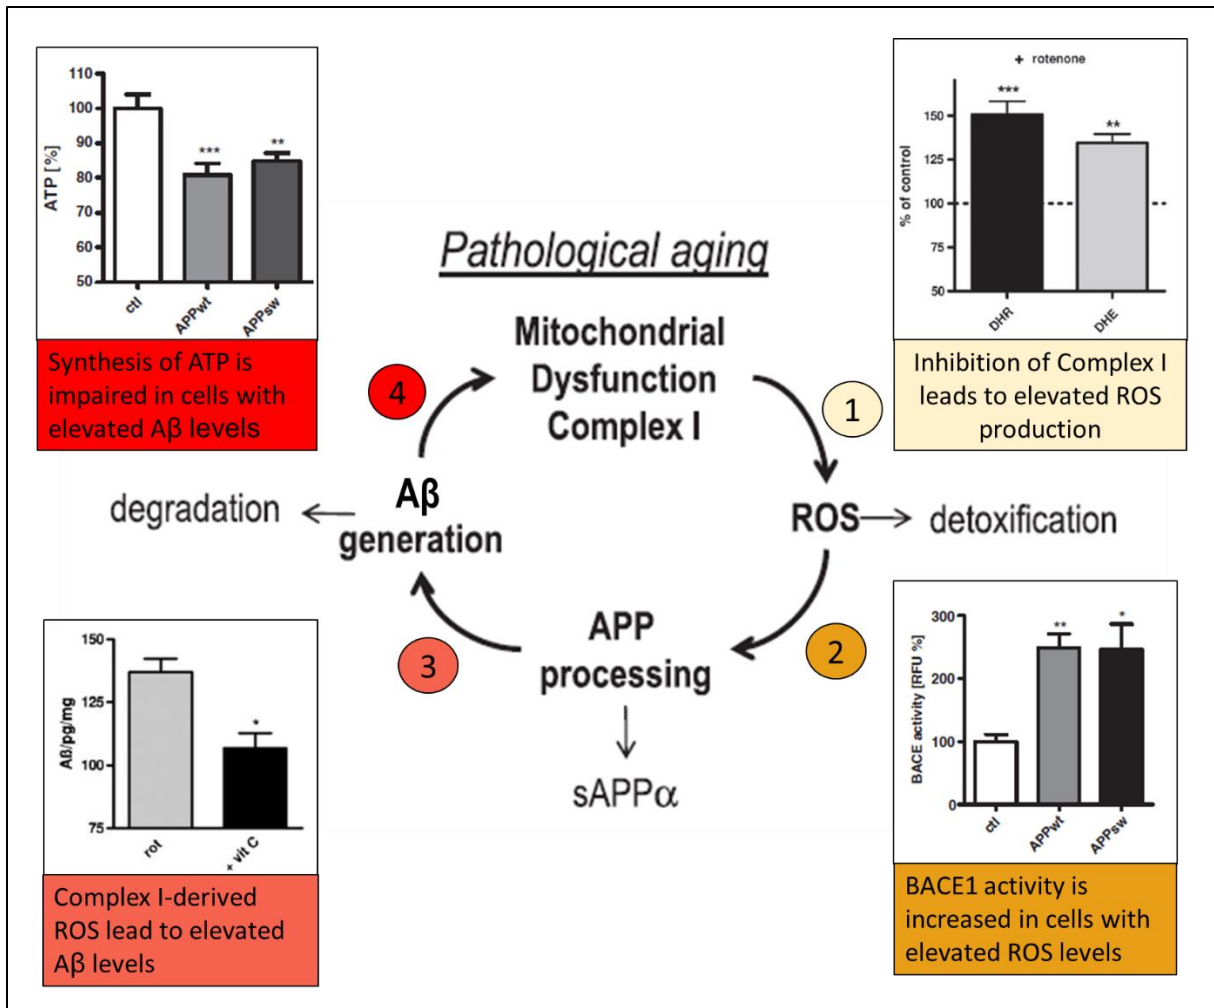 110
100
90
80
70
60
50
ATP [%]
***
**
ctl
APPwt
APPsw
Synthesis of ATP is
impaired in cells with
elevated Aβ levels
+ rotenone
150
125
100
75
50
% of control
***
**
DHR
DHE
Inhibition of Complex I
leads to elevated ROS
production
Pathological aging
Mitochondrial
Dysfunction
Complex I
4
1
degradation
Aβ
generation
ROS
detoxification
3
APP
processing
2
sAPPα
150
125
100
75
Aß/pg/mg
*
rot
+ vit C
Complex I-derived
ROS lead to elevated
Aβ levels
300
250
200
100
0
BACE activity [RFU %]
**
*
ctl
APPwt
APPsw
BACE1 activity is
increased in cells with
elevated ROS levels